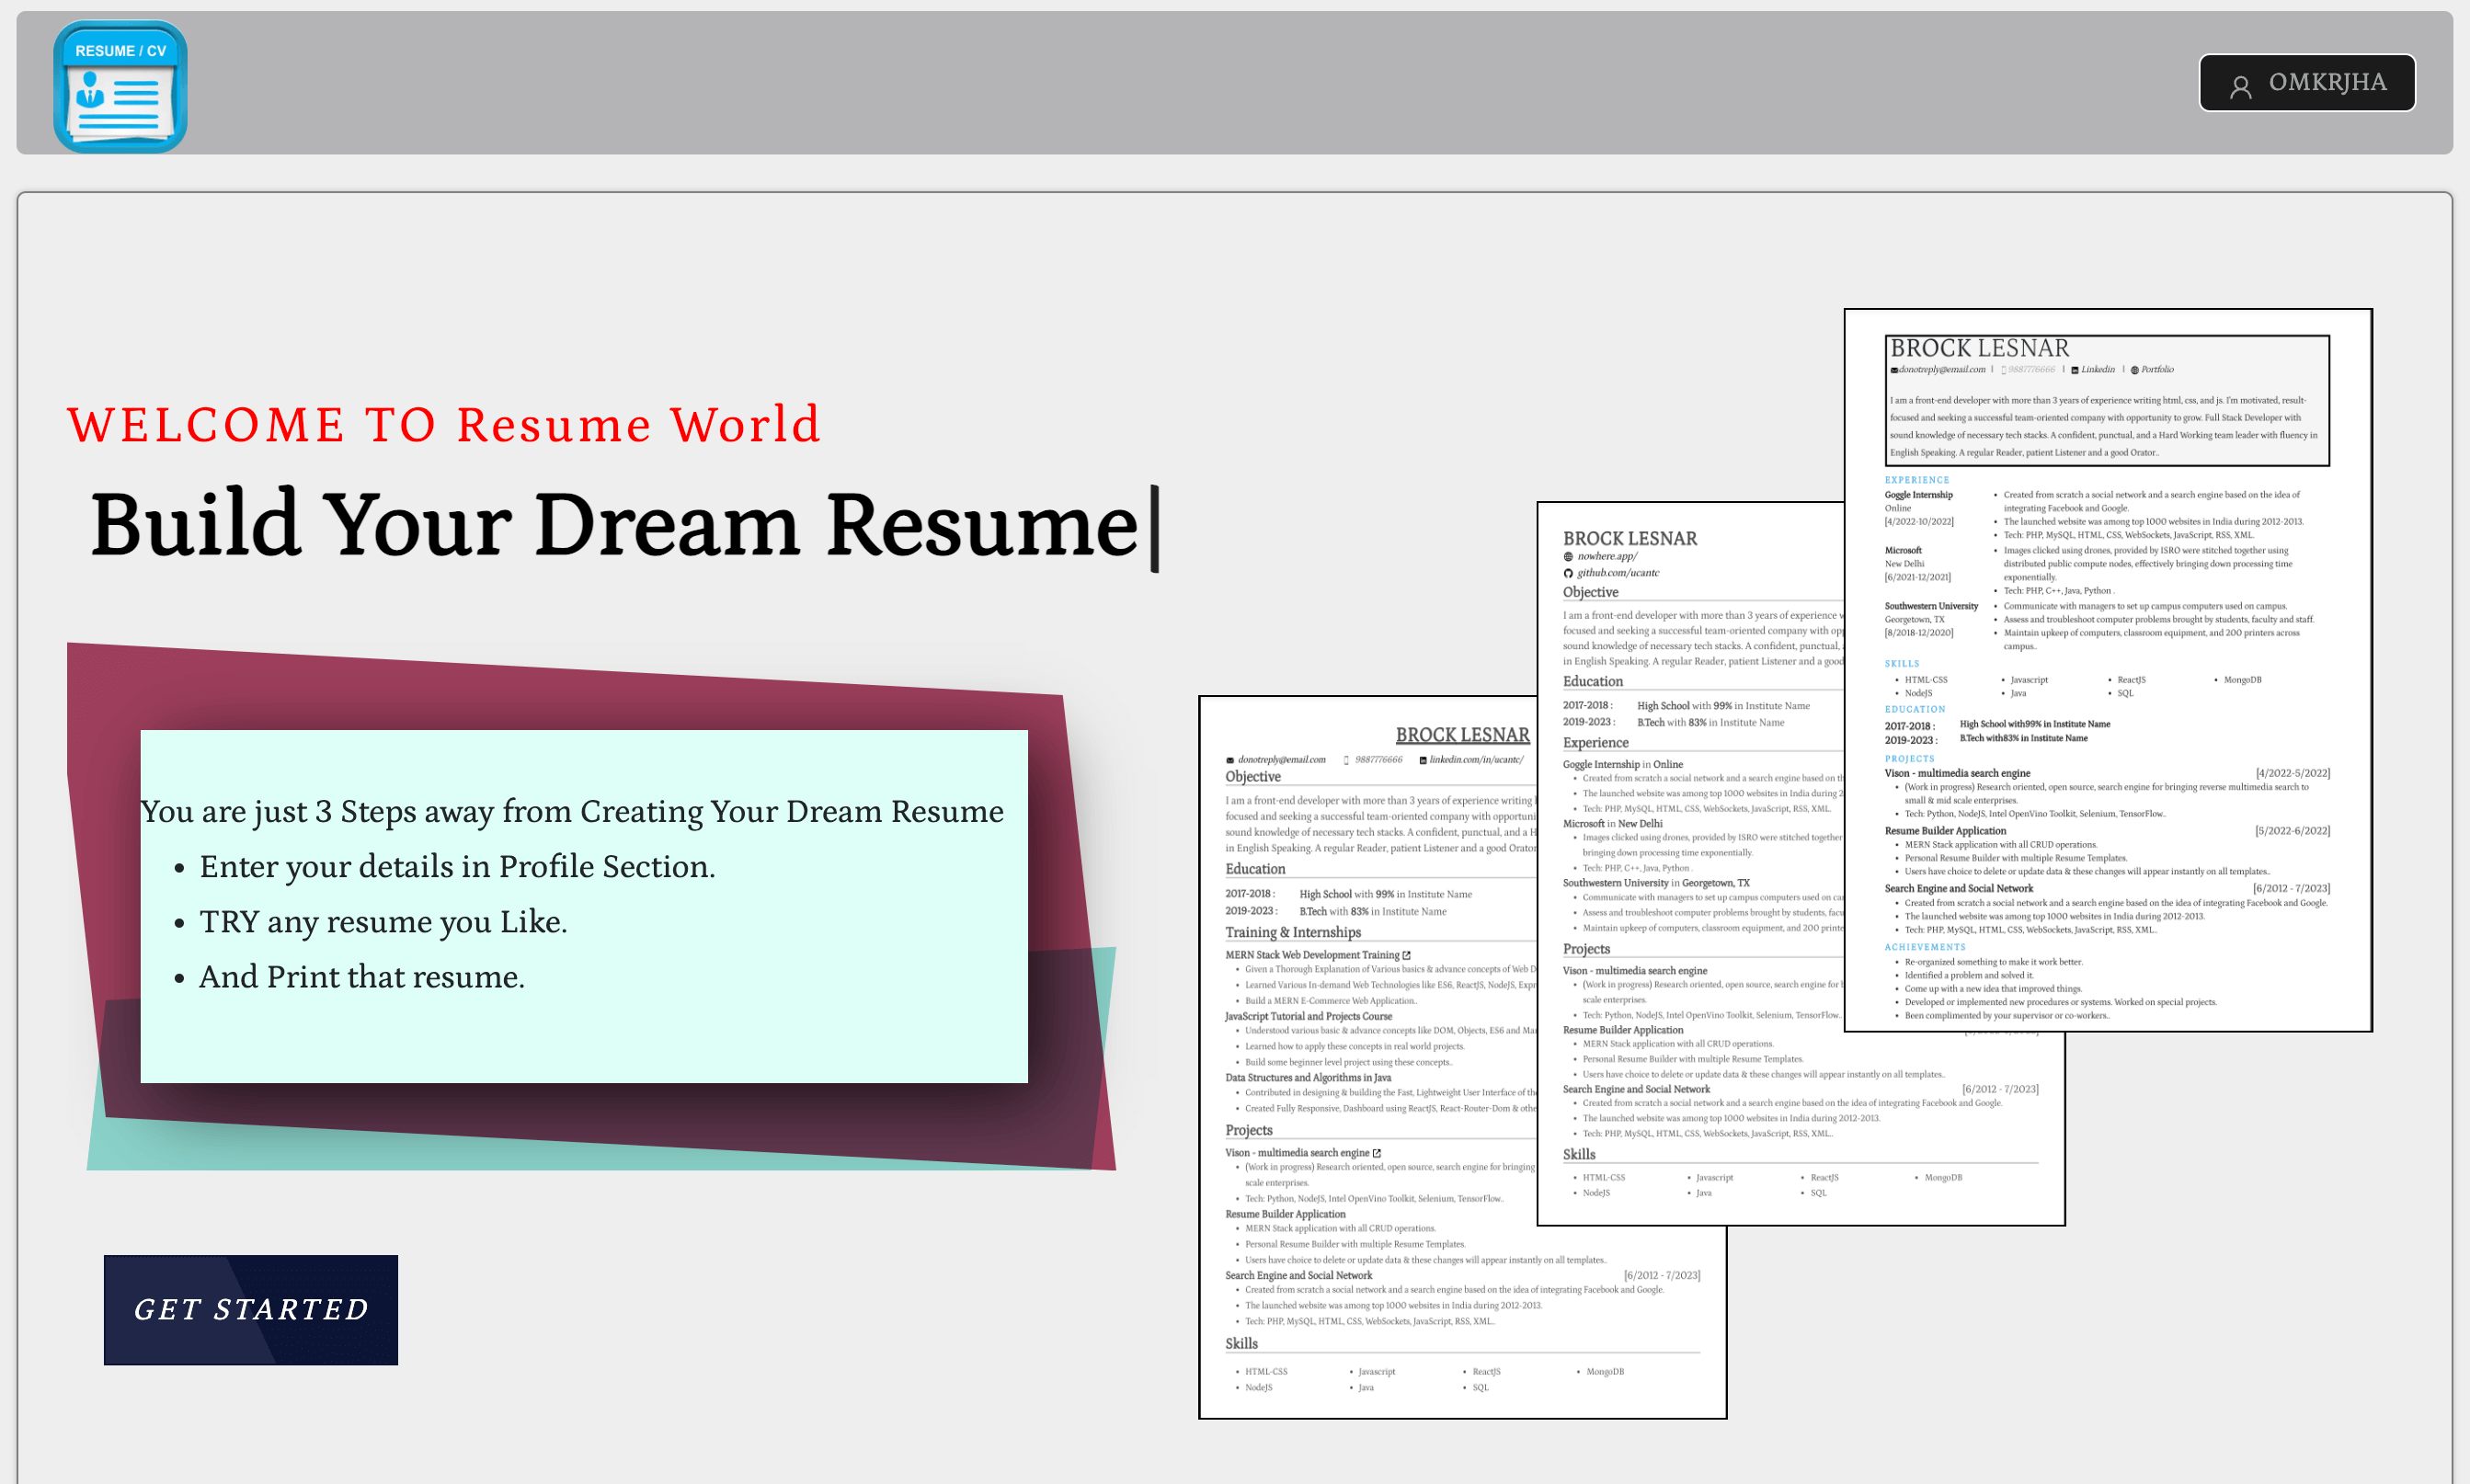 RESUME / CV
OMKRJHA
WELCOME TO Resume World
Build Your Dream Resume
You are just 3 Steps away from Creating Your Dream Resume
• Enter your details in Profile Section.
• TRY any resume you Like.
• And Print that resume.
GET STARTED
BROCK LESNAR
donotreply@email.com 9887776666 linkedin.com/in/ucantc/
Objective
I am a front-end developer with more than 3 years of experience writing
focused and seeking a successful team-oriented company with
sound knowledge of necessary tech stacks. A confident, punctual, and a
in English Speaking. A regular Reader, patient Listener and a good
Education
2017-2018 : High School with 99% in Institute Name
2019-2023 : B.Tech with 83% in Institute Name
Training & Internships
MERN Stack Web Development Training
• Given a Thorough Explanation of Various basics & advance concepts of Web
• Learned Various In-demand Web Technologies like ES6, ReactJS, NodeJS,
• Build a MERN E-Commerce Web Application..
JavaScript Tutorial and Projects Course
• Understood various basic & advance concepts like DOM, Objects, ES6 and
• Learned how to apply these concepts in real world projects.
• Build some beginner level project using these concepts..
Data Structures and Algorithms in Java
• Contributed in designing & building the Fast, Lightweight User Interface of
• Created Fully Responsive, Dashboard using ReactJS, React-Router-Dom &
Projects
Vison - multimedia search engine
• (Work in progress) Research oriented, open source, search engine for bringing
scale enterprises.
• Tech: Python, NodeJS, Intel OpenVino Toolkit, Selenium, TensorFlow..
Resume Builder Application
• MERN Stack application with all CRUD operations.
• Personal Resume Builder with multiple Resume Templates.
• Users have choice to delete or update data & these changes will appear instantly on all templates..
Search Engine and Social Network [6/2012 - 7/2023]
• Created from scratch a social network and a search engine based on the idea of integrating Facebook and Google.
• The launched website was among top 1000 websites in India during 2012-2013.
• Tech: PHP, MySQL, HTML, CSS, WebSockets, JavaScript, RSS, XML..
Skills
• HTML-CSS • Javascript • ReactJS • MongoDB
• NodeJS • Java • SQL
BROCK LESNAR
nowhere.app/
github.com/ucantc
Objective
I am a front-end developer with more than 3 years of experience
focused and seeking a successful team-oriented company with
sound knowledge of necessary tech stacks. A confident, punctual,
in English Speaking. A regular Reader, patient Listener and a good
Education
2017-2018 : High School with 99% in Institute Name
2019-2023 : B.Tech with 83% in Institute Name
Experience
Goggle Internship in Online
• Created from scratch a social network and a search engine based on
• The launched website was among top 1000 websites in India during
• Tech: PHP, MySQL, HTML, CSS, WebSockets, JavaScript, RSS, XML.
Microsoft in New Delhi
• Images clicked using drones, provided by ISRO were stitched together
bringing down processing time exponentially.
• Tech: PHP, C++, Java, Python .
Southwestern University in Georgetown, TX
• Communicate with managers to set up campus computers used on
• Assess and troubleshoot computer problems brought by students,
• Maintain upkeep of computers, classroom equipment, and 200
Projects
Vison - multimedia search engine
• (Work in progress) Research oriented, open source, search engine for
scale enterprises.
• Tech: Python, NodeJS, Intel OpenVino Toolkit, Selenium, TensorFlow..
Resume Builder Application
• MERN Stack application with all CRUD operations.
• Personal Resume Builder with multiple Resume Templates.
• Users have choice to delete or update data & these changes will appear instantly on all templates..
Search Engine and Social Network [6/2012 - 7/2023]
• Created from scratch a social network and a search engine based on the idea of integrating Facebook and Google.
• The launched website was among top 1000 websites in India during 2012-2013.
• Tech: PHP, MySQL, HTML, CSS, WebSockets, JavaScript, RSS, XML..
Skills
• HTML-CSS • Javascript • ReactJS • MongoDB
• NodeJS • Java • SQL
BROCK LESNAR
donotreply@email.com | 9887776666 | Linkedin | Portfolio
I am a front-end developer with more than 3 years of experience writing html, css, and js. I'm motivated, result-
focused and seeking a successful team-oriented company with opportunity to grow. Full Stack Developer with
sound knowledge of necessary tech stacks. A confident, punctual, and a Hard Working team leader with fluency in
English Speaking. A regular Reader, patient Listener and a good Orator..
EXPERIENCE
Goggle Internship • Created from scratch a social network and a search engine based on the idea of
Online integrating Facebook and Google.
[4/2022-10/2022] • The launched website was among top 1000 websites in India during 2012-2013.
• Tech: PHP, MySQL, HTML, CSS, WebSockets, JavaScript, RSS, XML.
Microsoft • Images clicked using drones, provided by ISRO were stitched together using
New Delhi distributed public compute nodes, effectively bringing down processing time
[6/2021-12/2021] exponentially.
• Tech: PHP, C++, Java, Python .
Southwestern University • Communicate with managers to set up campus computers used on campus.
Georgetown, TX • Assess and troubleshoot computer problems brought by students, faculty and staff.
[8/2018-12/2020] • Maintain upkeep of computers, classroom equipment, and 200 printers across
campus..
SKILLS
• HTML-CSS • Javascript • ReactJS • MongoDB
• NodeJS • Java • SQL
EDUCATION
2017-2018 : High School with99% in Institute Name
2019-2023 : B.Tech with83% in Institute Name
PROJECTS
Vison - multimedia search engine [4/2022-5/2022]
• (Work in progress) Research oriented, open source, search engine for bringing reverse multimedia search to
small & mid scale enterprises.
• Tech: Python, NodeJS, Intel OpenVino Toolkit, Selenium, TensorFlow..
Resume Builder Application [5/2022-6/2022]
• MERN Stack application with all CRUD operations.
• Personal Resume Builder with multiple Resume Templates.
• Users have choice to delete or update data & these changes will appear instantly on all templates..
Search Engine and Social Network [6/2012 - 7/2023]
• Created from scratch a social network and a search engine based on the idea of integrating Facebook and Google.
• The launched website was among top 1000 websites in India during 2012-2013.
• Tech: PHP, MySQL, HTML, CSS, WebSockets, JavaScript, RSS, XML..
ACHIEVEMENTS
• Re-organized something to make it work better.
• Identified a problem and solved it.
• Come up with a new idea that improved things.
• Developed or implemented new procedures or systems. Worked on special projects.
• Been complimented by your supervisor or co-workers..